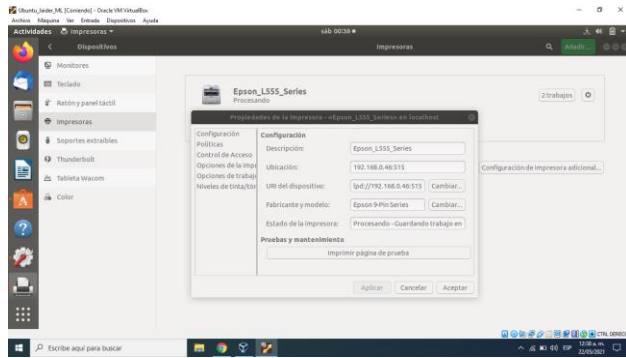 Ubuntu_Jaider_ML [Corriendo] - Oracle VM VirtualBox
Archivo Máquina Ver Entrada Dispositivos Ayuda
Actividades Impresoras sáb 00:38
Dispositivos Impresoras Añadir...
Monitores
Teclado
Ratón y panel táctil
Impresoras
Soportes extraíbles
Thunderbolt
Tableta Wacom
Color
Epson_L555_Series
Procesando
2 trabajos
Propiedades de la impresora - «Epson_L555_Series» en localhost
Configuración
Políticas
Control de Acceso
Opciones de la impr
Opciones de trabajo
Niveles de tinta/tón
Configuración
Descripción: Epson_L555_Series
Ubicación: 192.168.0.46:515
URI del dispositivo: lpd://192.168.0.46:515 Cambiar...
Fabricante y modelo: Epson 9-Pin Series Cambiar...
Estado de la impresora: Procesando - Guardando trabajo en
Pruebas y mantenimiento
Imprimir página de prueba
Aplicar Cancelar Aceptar
Configuración de impresora adicional...
CTRL DERECHA
Escribe aquí para buscar
ESP
12:38 a. m.
22/05/2021